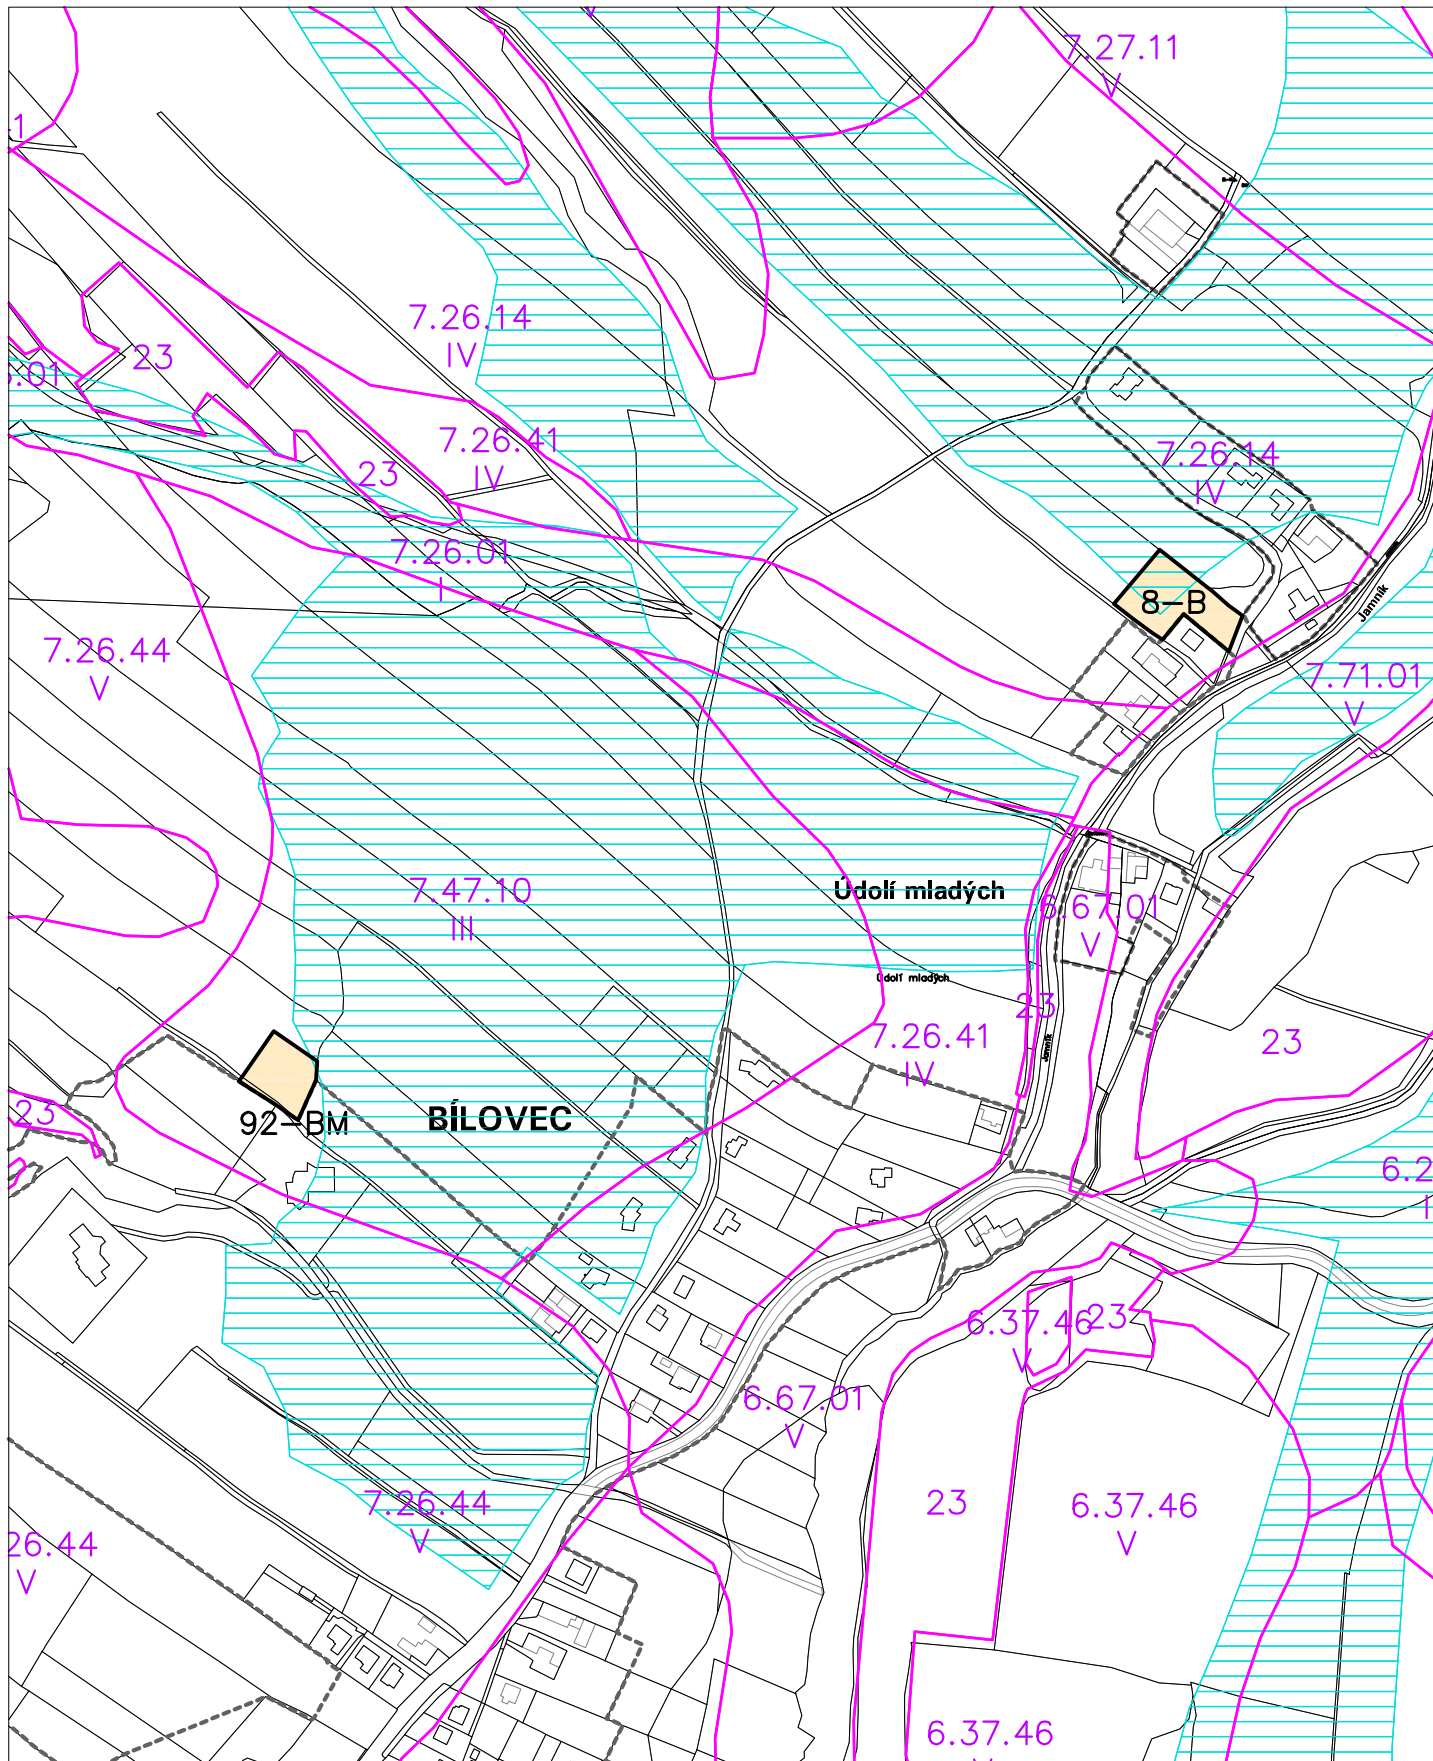 7.27.11
V
7.26.14
IV
23
7.26.41
IV
23
7.26.14
IV
7.26.01
I
8-B
Jamník
7.26.44
V
7.71.01
V
7.47.10
III
Údolí mladých
6.67.01
V
Údolí mladých
23
7.26.41
IV
Jamník
23
23
92-BM
BÍLOVEC
6.2
I
6.37.46
V
23
6.67.01
V
7.26.44
V
23
6.37.46
V
26.44
V
6.37.46